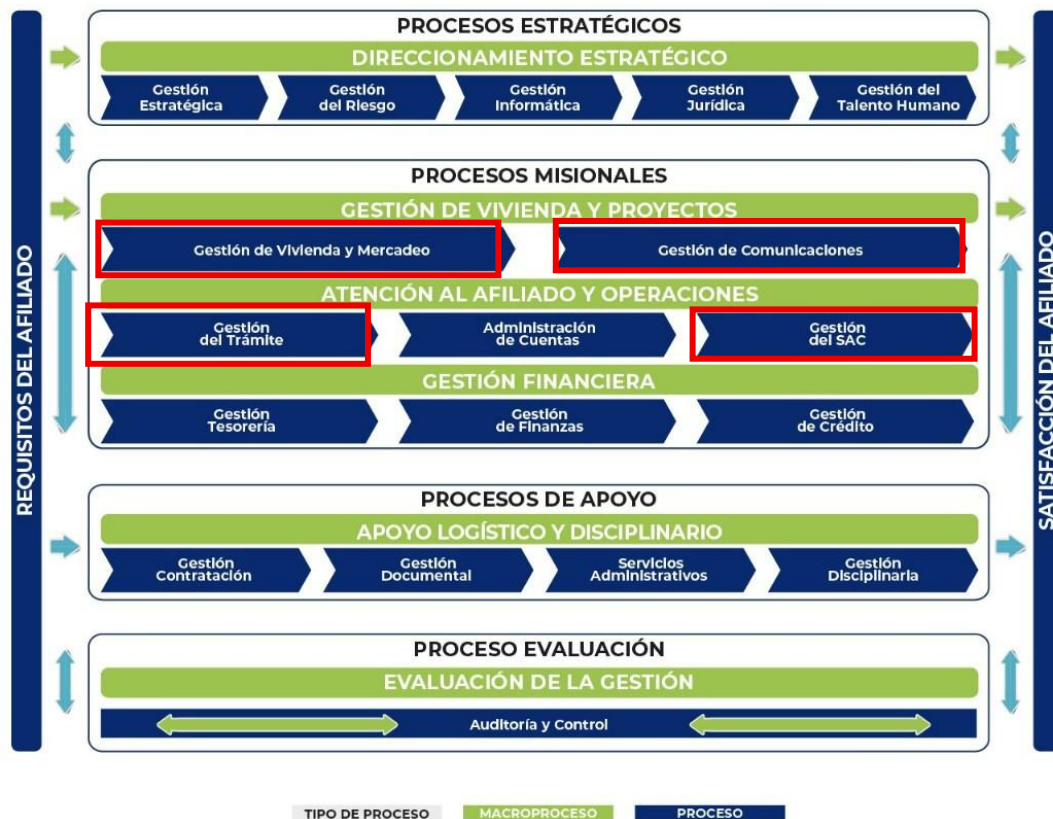 REQUISITOS DEL AFILIADO
PROCESOS ESTRATÉGICOS
DIRECCIONAMIENTO ESTRATÉGICO
Gestión
Estratégica
Gestión
del Riesgo
Gestión
Informática
Gestión
Jurídica
Gestión del
Talento Humano
PROCESOS MISIONALES
GESTIÓN DE VIVIENDA Y PROYECTOS
Gestión de Vivienda y Mercadeo
Gestión de Comunicaciones
ATENCIÓN AL AFILIADO Y OPERACIONES
Gestión
del Trámite
Administración
de Cuentas
Gestión
del SAC
GESTIÓN FINANCIERA
Gestión
Tesorería
Gestión
de Finanzas
Gestión
de Crédito
PROCESOS DE APOYO
APOYO LOGÍSTICO Y DISCIPLINARIO
Gestión
Contratación
Gestión
Documental
Servicios
Administrativos
Gestión
Disciplinaria
PROCESO EVALUACIÓN
EVALUACIÓN DE LA GESTIÓN
Auditoría y Control
SATISFACCIÓN DEL AFILIADO
TIPO DE PROCESO
MACROPROCESO
PROCESO